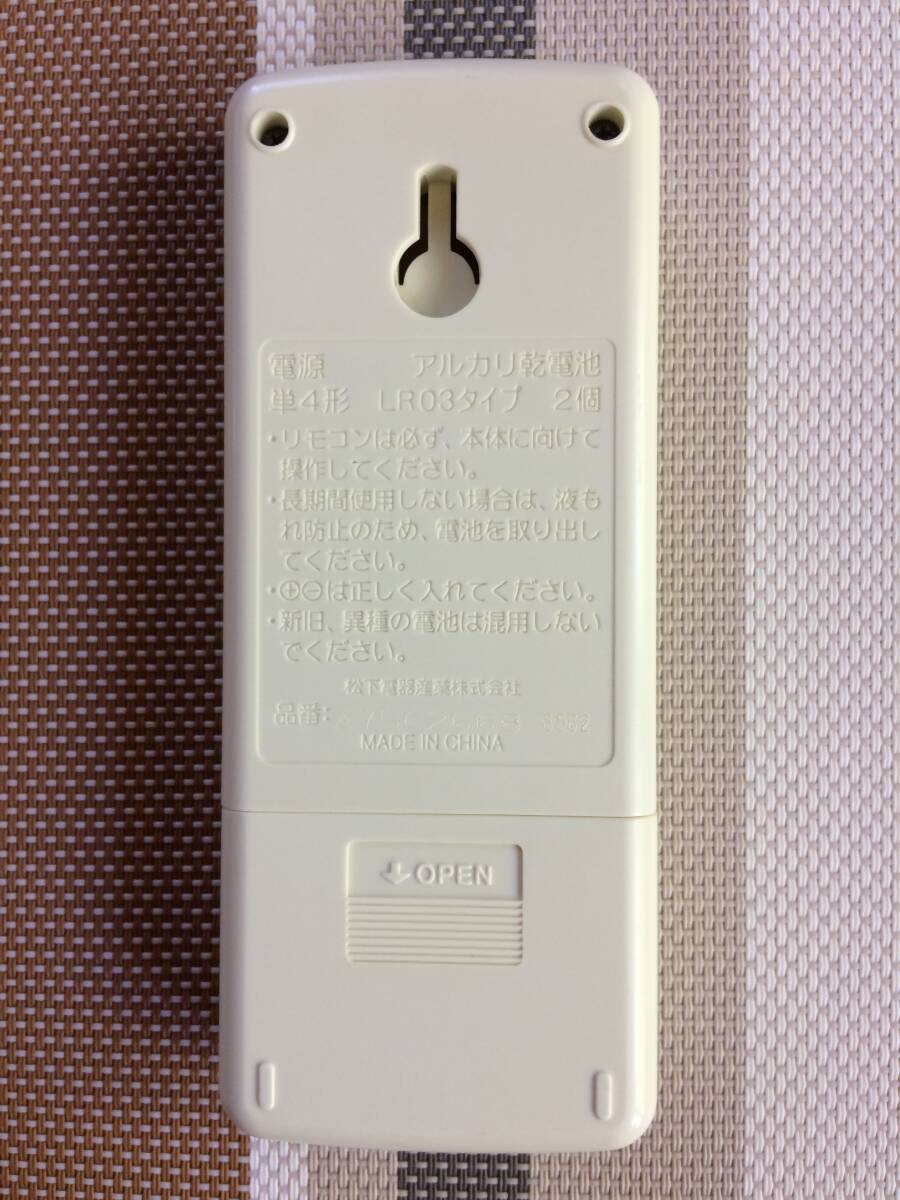 電源 アルカリ乾電池
単4形 LR03タイプ 2個
・リモコンは必ず、本体に向けて
操作してください。
・長期間使用しない場合は、液も
れ防止のため、電池を取り出し
てください。
・⊕⊖は正しく入れてください。
・新旧、異種の電池は混用しない
でください。
松下電器産業株式会社
品番:
MADE IN CHINA
OPEN